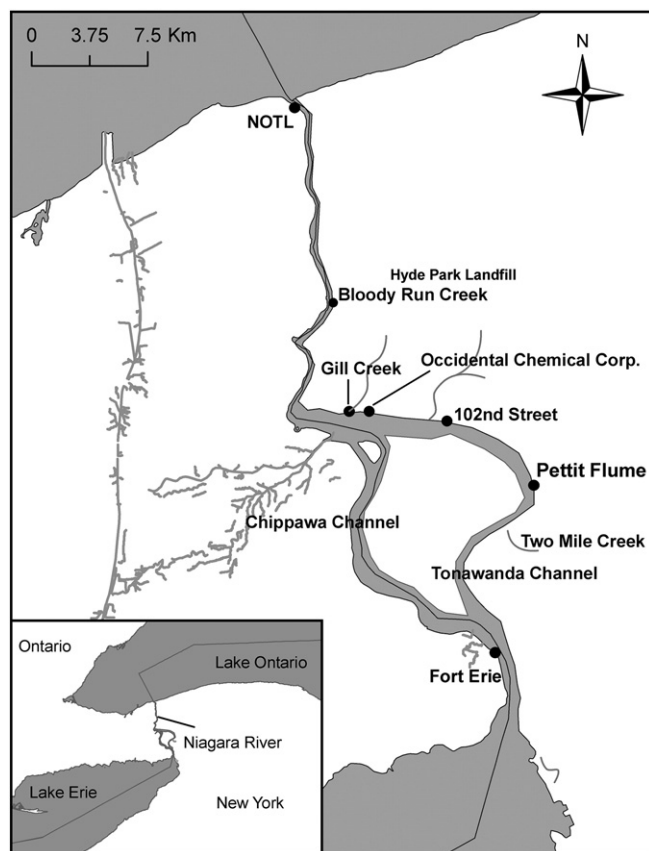 0 3.75 7.5 Km
N
NOTL
Hyde Park Landfill
Bloody Run Creek
Gill Creek
Occidental Chemical Corp.
102nd Street
Pettit Flume
Chippawa Channel
Two Mile Creek
Tonawanda Channel
Fort Erie
Ontario
Lake Ontario
Niagara River
Lake Erie
New York